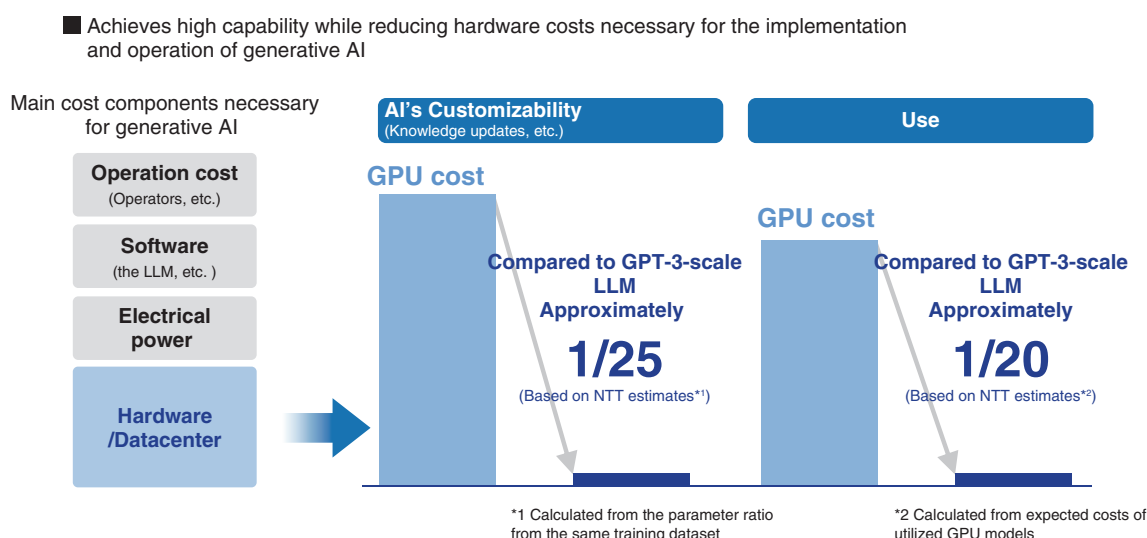 ■ Achieves high capability while reducing hardware costs necessary for the implementation
and operation of generative AI
Main cost components necessary
for generative AI
Operation cost
(Operators, etc.)
Software
(the LLM, etc. )
Electrical
power
Hardware
/Datacenter
AI's Customizability
(Knowledge updates, etc.)
GPU cost
Compared to GPT-3-scale
LLM
Approximately
1/25
(Based on NTT estimates*1)
*1 Calculated from the parameter ratio
from the same training dataset
Use
GPU cost
Compared to GPT-3-scale
LLM
Approximately
1/20
(Based on NTT estimates*2)
*2 Calculated from expected costs of
utilized GPU models